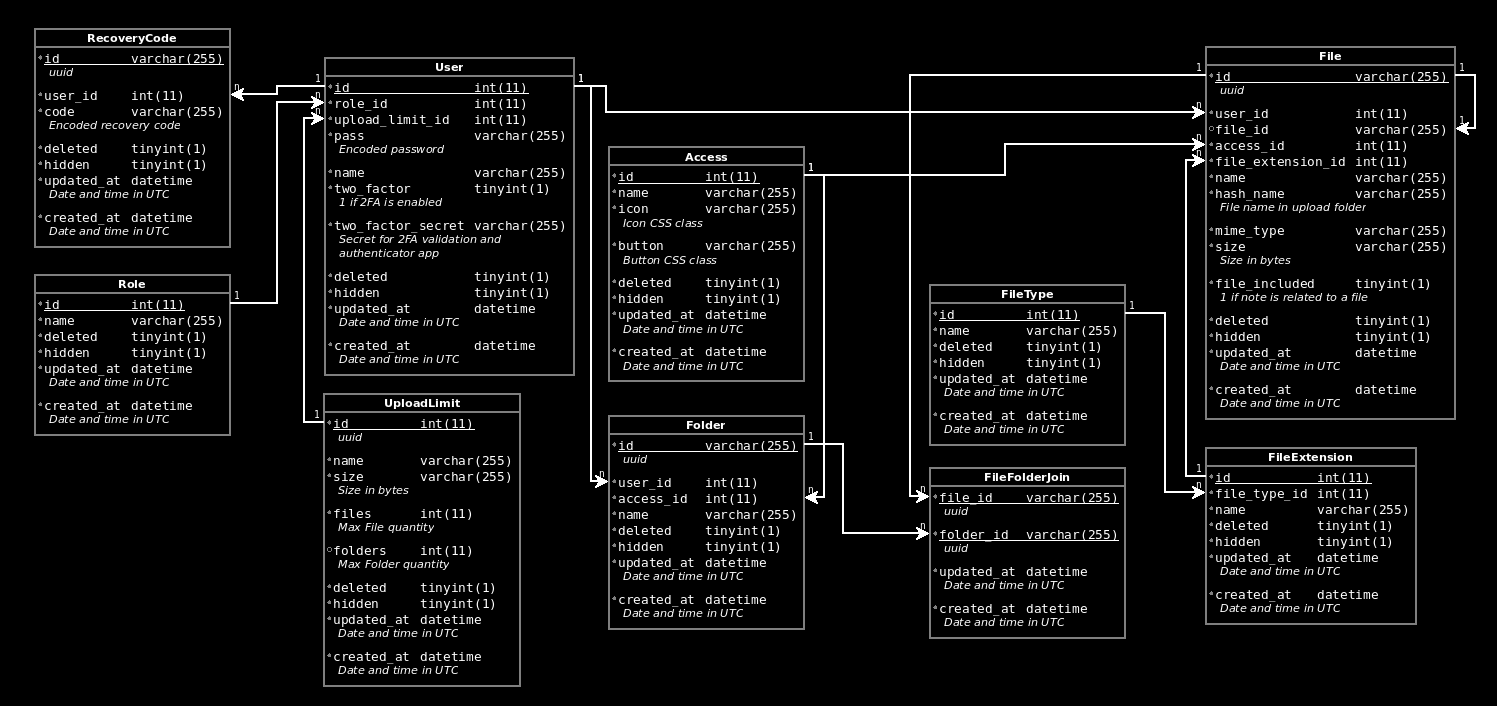 RecoveryCode
*id varchar(255)
uuid
*user_id int(11)
*code varchar(255)
Encoded recovery code
*deleted tinyint(1)
*hidden tinyint(1)
*updated_at datetime
Date and time in UTC
*created_at datetime
Date and time in UTC
n
Role
*id int(11)
*name varchar(255)
*deleted tinyint(1)
*hidden tinyint(1)
*updated_at datetime
Date and time in UTC
*created_at datetime
Date and time in UTC
1
User
1
1
*id int(11)
n
*role_id int(11)
n
*upload_limit_id int(11)
*pass varchar(255)
Encoded password
*name varchar(255)
*two_factor tinyint(1)
1 if 2FA is enabled
*two_factor_secret varchar(255)
Secret for 2FA validation and
authenticator app
*deleted tinyint(1)
*hidden tinyint(1)
*updated_at datetime
Date and time in UTC
*created_at datetime
Date and time in UTC
UploadLimit
1
*id int(11)
uuid
*name varchar(255)
*size varchar(255)
Size in bytes
*files int(11)
Max File quantity
○folders int(11)
Max Folder quantity
*deleted tinyint(1)
*hidden tinyint(1)
*updated_at datetime
Date and time in UTC
*created_at datetime
Date and time in UTC
Access
1
*id int(11)
*name varchar(255)
*icon varchar(255)
Icon CSS class
*button varchar(255)
Button CSS class
*deleted tinyint(1)
*hidden tinyint(1)
*updated_at datetime
Date and time in UTC
*created_at datetime
Date and time in UTC
Folder
1
*id varchar(255)
uuid
n
*user_id int(11)
n
*access_id int(11)
*name varchar(255)
*deleted tinyint(1)
*hidden tinyint(1)
*updated_at datetime
Date and time in UTC
*created_at datetime
Date and time in UTC
FileType
1
*id int(11)
*name varchar(255)
*deleted tinyint(1)
*hidden tinyint(1)
*updated_at datetime
Date and time in UTC
*created_at datetime
Date and time in UTC
FileFolderJoin
n
*file_id varchar(255)
uuid
n
*folder_id varchar(255)
uuid
*updated_at datetime
Date and time in UTC
*created_at datetime
Date and time in UTC
File
1
1
*id varchar(255)
uuid
n
*user_id int(11)
1
○file_id varchar(255)
n
*access_id int(11)
n
*file_extension_id int(11)
*name varchar(255)
*hash_name varchar(255)
File name in upload folder
*mime_type varchar(255)
*size varchar(255)
Size in bytes
*file_included tinyint(1)
1 if note is related to a file
*deleted tinyint(1)
*hidden tinyint(1)
*updated_at datetime
Date and time in UTC
*created_at datetime
Date and time in UTC
FileExtension
1
*id int(11)
n
*file_type_id int(11)
*name varchar(255)
*deleted tinyint(1)
*hidden tinyint(1)
*updated_at datetime
Date and time in UTC
*created_at datetime
Date and time in UTC